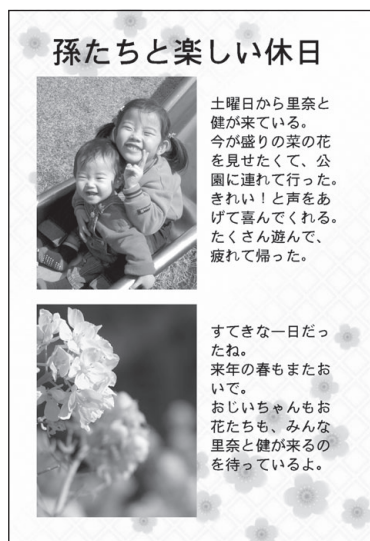 孫たちと楽しい休日
土曜日から里奈と
健が来ている。
今が盛りの菜の花
を見せたくて、公
園に連れて行った。
きれい！と声をあ
げて喜んでくれる。
たくさん遊んで、
疲れて帰った。
すてきな一日だっ
たね。
来年の春もまたお
いで。
おじいちゃんもお
花たちも、みんな
里奈と健が来るの
を待っているよ。